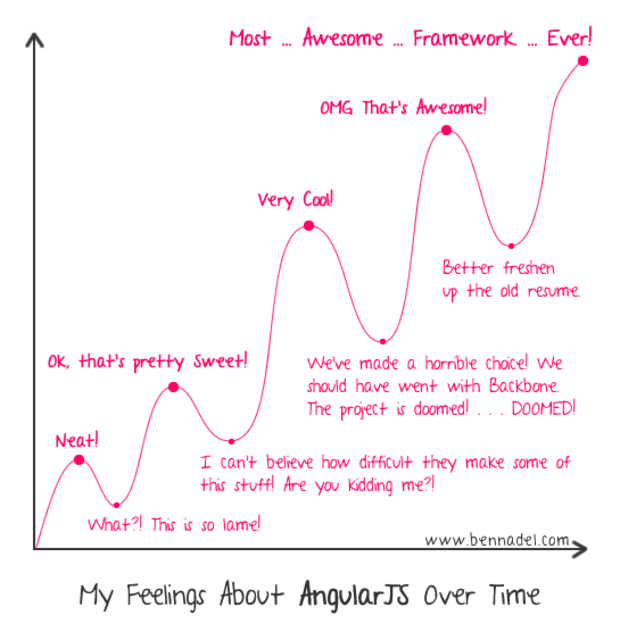 Most ... Awesome ... Framework ... Ever!
OMG That's Awesome!
Very Cool!
Better freshen
up the old resume.
Ok, that's pretty Sweet!
We've made a horrible choice! We
should have went with Backbone.
The project is doomed! . . . DOOMED!
Neat!
I can't believe how difficult they make some of
this stuff! Are you kidding me?!
What?! This is so lame!
www.bennadel.com
My Feelings About AngularJS Over Time